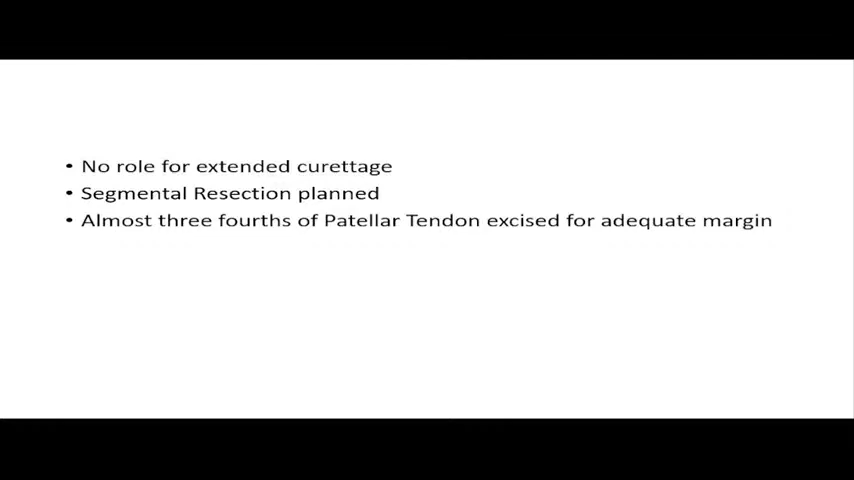 • No role for extended curettage
• Segmental Resection planned
• Almost three fourths of Patellar Tendon excised for adequate margin